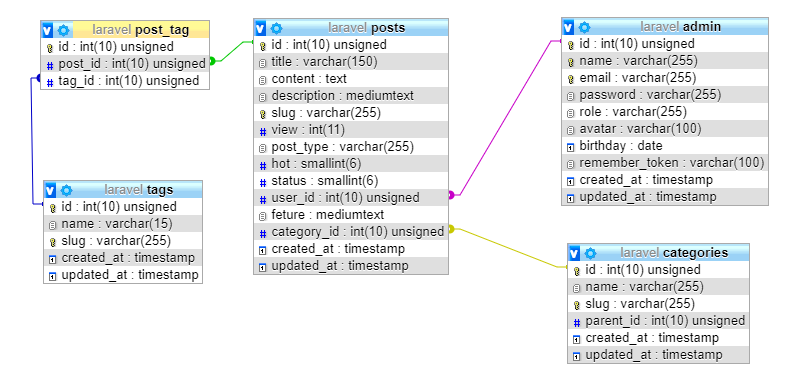 laravel post_tag
id : int(10) unsigned
post_id : int(10) unsigned
tag_id : int(10) unsigned
laravel tags
id : int(10) unsigned
name : varchar(15)
slug : varchar(255)
created_at : timestamp
updated_at : timestamp
laravel posts
id : int(10) unsigned
title : varchar(150)
content : text
description : mediumtext
slug : varchar(255)
view : int(11)
post_type : varchar(255)
hot : smallint(6)
status : smallint(6)
user_id : int(10) unsigned
feture : mediumtext
category_id : int(10) unsigned
created_at : timestamp
updated_at : timestamp
laravel admin
id : int(10) unsigned
name : varchar(255)
email : varchar(255)
password : varchar(255)
role : varchar(255)
avatar : varchar(100)
birthday : date
remember_token : varchar(100)
created_at : timestamp
updated_at : timestamp
laravel categories
id : int(10) unsigned
name : varchar(255)
slug : varchar(255)
parent_id : int(10) unsigned
created_at : timestamp
updated_at : timestamp